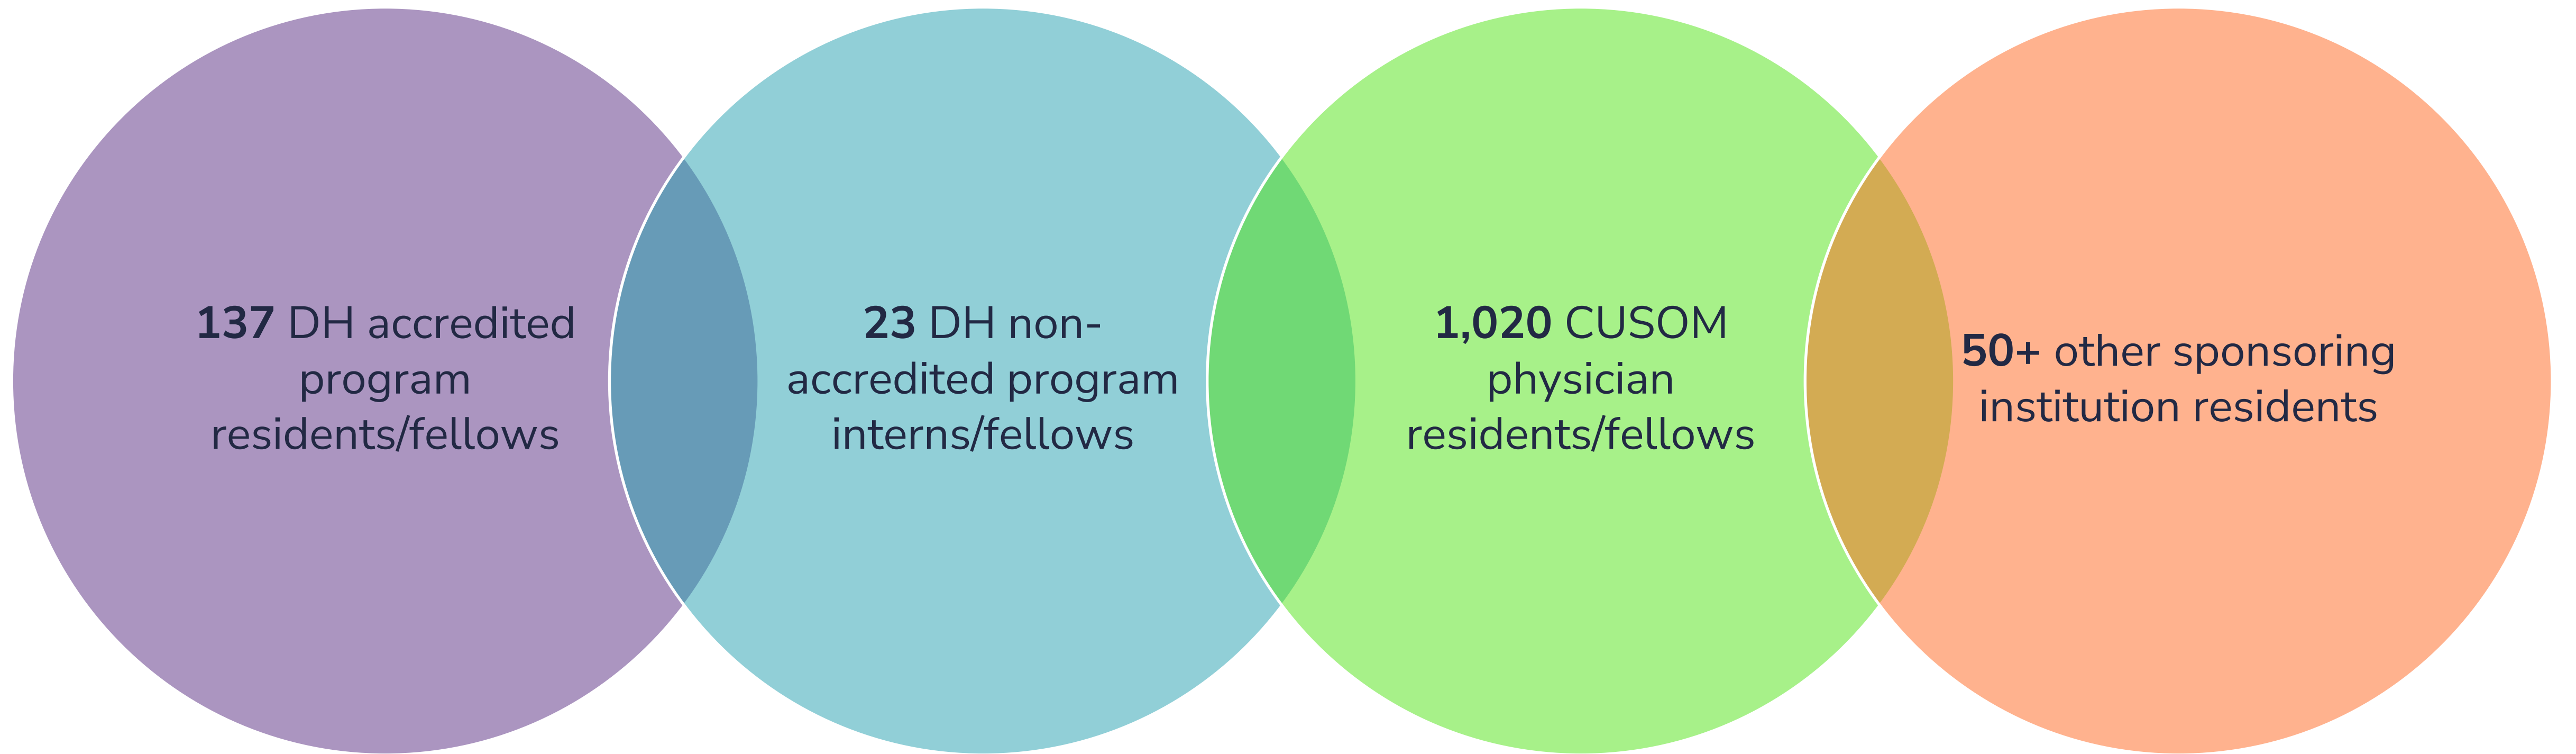 137 DH accredited
program
residents/fellows
23 DH non-
accredited program
interns/fellows
1,020 CUSOM
physician
residents/fellows
50+ other sponsoring
institution residents